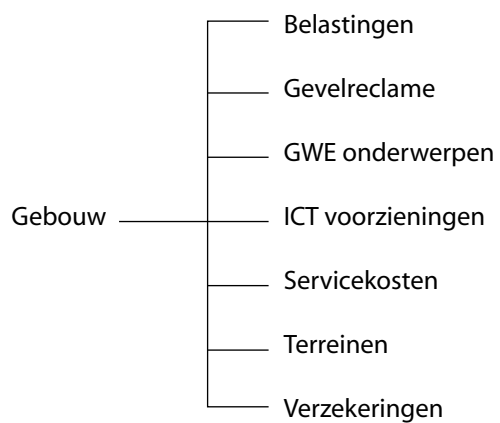 Belastingen
Gevelreclame
GWE onderwerpen
Gebouw
ICT voorzieningen
Servicekosten
Terreinen
Verzekeringen